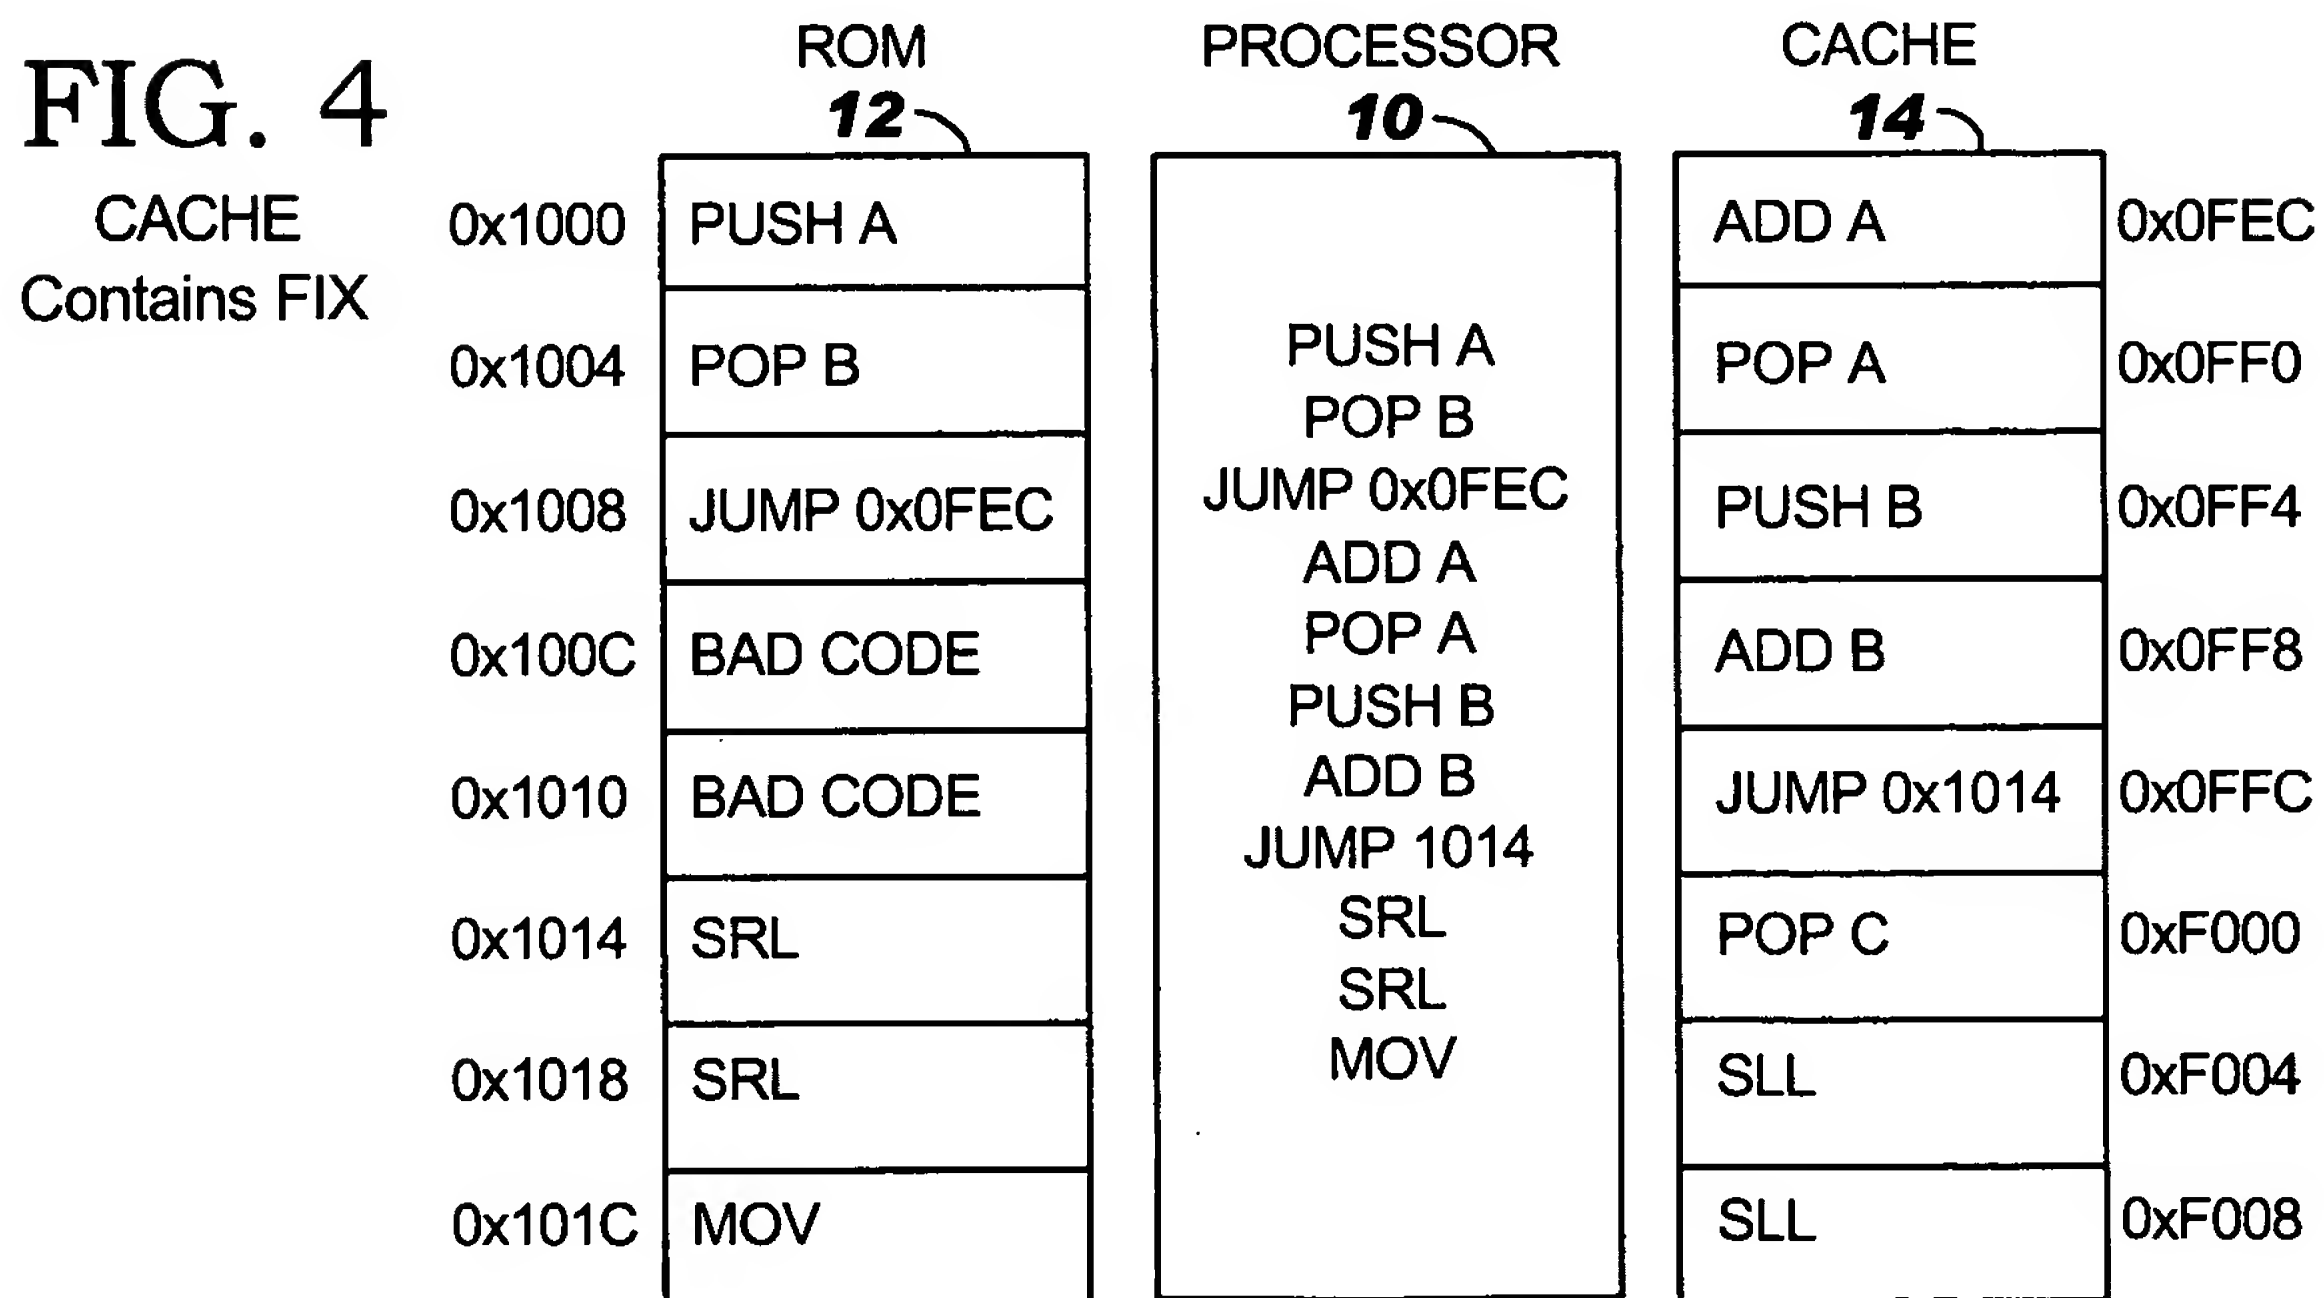 FIG. 4
CACHE
Contains FIX
ROM
12
0x1000 PUSH A
0x1004 POP B
0x1008 JUMP 0x0FEC
0x100C BAD CODE
0x1010 BAD CODE
0x1014 SRL
0x1018 SRL
0x101C MOV
PROCESSOR
10
PUSH A
POP B
JUMP 0x0FEC
ADD A
POP A
PUSH B
ADD B
JUMP 1014
SRL
SRL
MOV
CACHE
14
ADD A 0x0FEC
POP A 0x0FF0
PUSH B 0x0FF4
ADD B 0x0FF8
JUMP 0x1014 0x0FFC
POP C 0xF000
SLL 0xF004
SLL 0xF008